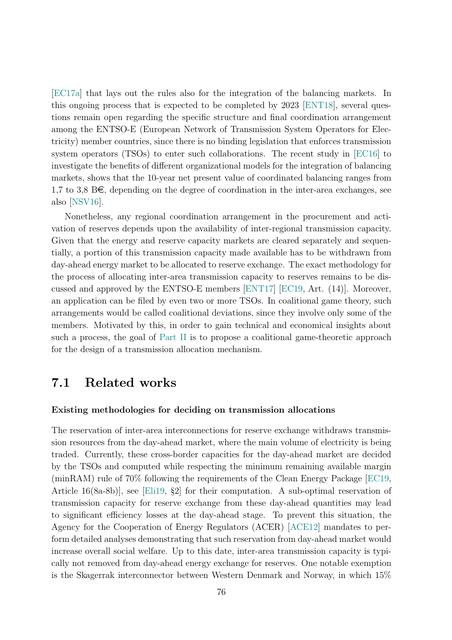 [EC17a] that lays out the rules also for the integration of the balancing markets. In
this ongoing process that is expected to be completed by 2023 [ENT18], several ques-
tions remain open regarding the specific structure and final coordination arrangement
among the ENTSO-E (European Network of Transmission System Operators for Elec-
tricity) member countries, since there is no binding legislation that enforces transmission
system operators (TSOs) to enter such collaborations. The recent study in [EC16] to
investigate the benefits of different organizational models for the integration of balancing
markets, shows that the 10-year net present value of coordinated balancing ranges from
1,7 to 3,8 B€, depending on the degree of coordination in the inter-area exchanges, see
also [NSV16].
Nonetheless, any regional coordination arrangement in the procurement and acti-
vation of reserves depends upon the availability of inter-regional transmission capacity.
Given that the energy and reserve capacity markets are cleared separately and sequen-
tially, a portion of this transmission capacity made available has to be withdrawn from
day-ahead energy market to be allocated to reserve exchange. The exact methodology for
the process of allocating inter-area transmission capacity to reserves remains to be dis-
cussed and approved by the ENTSO-E members [ENT17] [EC19, Art. (14)]. Moreover,
an application can be filed by even two or more TSOs. In coalitional game theory, such
arrangements would be called coalitional deviations, since they involve only some of the
members. Motivated by this, in order to gain technical and economical insights about
such a process, the goal of Part II is to propose a coalitional game-theoretic approach
for the design of a transmission allocation mechanism.
7.1 Related works
Existing methodologies for deciding on transmission allocations
The reservation of inter-area interconnections for reserve exchange withdraws transmis-
sion resources from the day-ahead market, where the main volume of electricity is being
traded. Currently, these cross-border capacities for the day-ahead market are decided
by the TSOs and computed while respecting the minimum remaining available margin
(minRAM) rule of 70% following the requirements of the Clean Energy Package [EC19,
Article 16(8a-8b)], see [Eli19, §2] for their computation. A sub-optimal reservation of
transmission capacity for reserve exchange from these day-ahead quantities may lead
to significant efficiency losses at the day-ahead stage. To prevent this situation, the
Agency for the Cooperation of Energy Regulators (ACER) [ACE12] mandates to per-
form detailed analyses demonstrating that such reservation from day-ahead market would
increase overall social welfare. Up to this date, inter-area transmission capacity is typi-
cally not removed from day-ahead energy exchange for reserves. One notable exemption
is the Skagerrak interconnector between Western Denmark and Norway, in which 15%
76